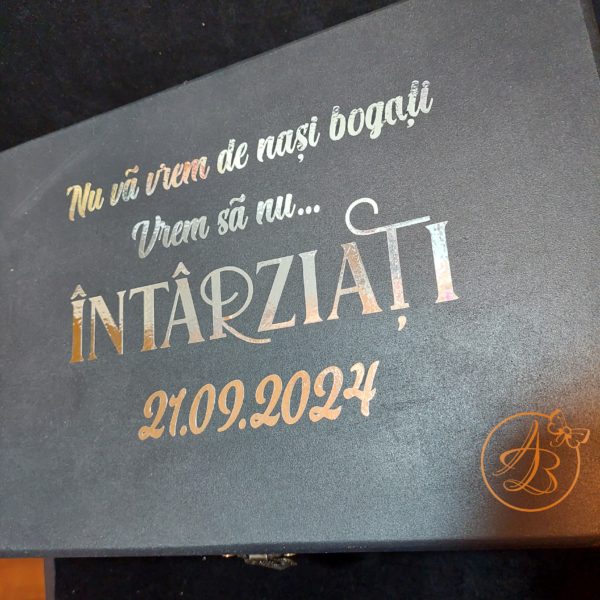 Nu vă vrem de nași bogați
Vrem să nu...
ÎNTÂRZIAȚI
21.09.2024
AB